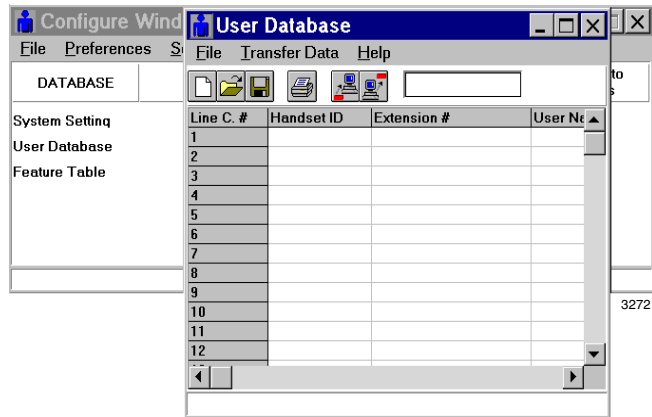 Configure Wind
File Preferences S
DATABASE
to
s
System Setting
User Database
Feature Table
User Database
File Transfer Data Help
Line C. # Handset ID Extension # User Na
1
2
3
4
5
6
7
8
9
10
11
12
3272